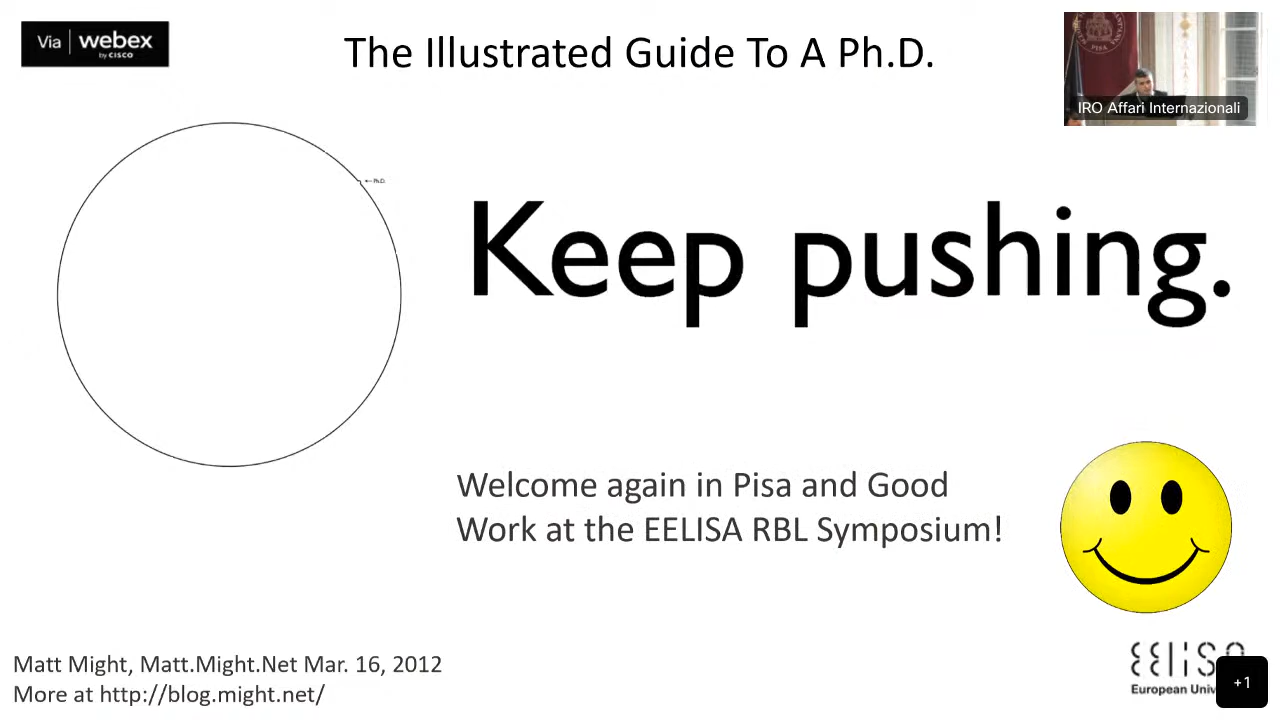 Via webex
by CISCO
The Illustrated Guide To A Ph.D.
PISA
IRO Affari Internazionali
← Ph.D.
Keep pushing.
Welcome again in Pisa and Good
Work at the EELISA RBL Symposium!
Matt Might, Matt.Might.Net Mar. 16, 2012
More at http://blog.might.net/
EELISA
European Univ
+1